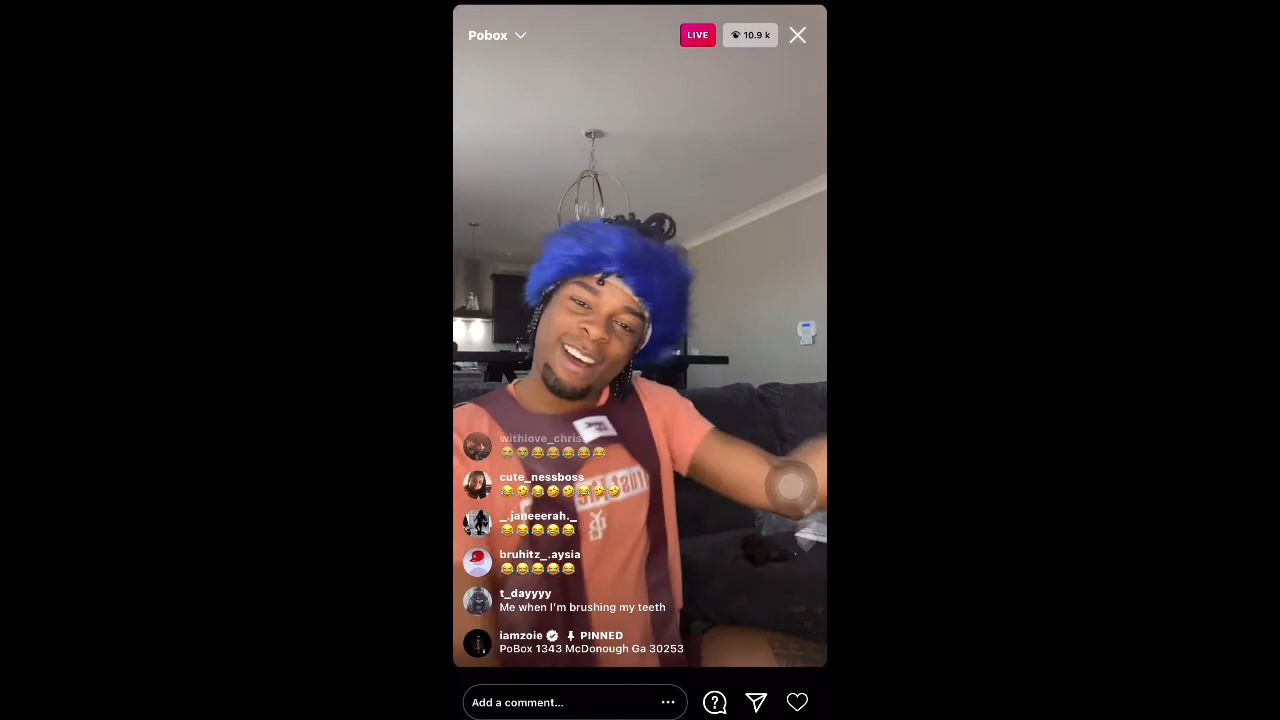 Pobox
LIVE
10.9 k
withlove_chris
😭😭😂😂😂😂😂
cute_nessboss
😂🤣😂🤣🤣😂🤣🤣
_.janeeerah._
😂😂😂😂😂
bruhitz_.aysia
😂😂😂😂😂
t_dayyyy
Me when I'm brushing my teeth
iamzoie PINNED
PoBox 1343 McDonough Ga 30253
Add a comment...